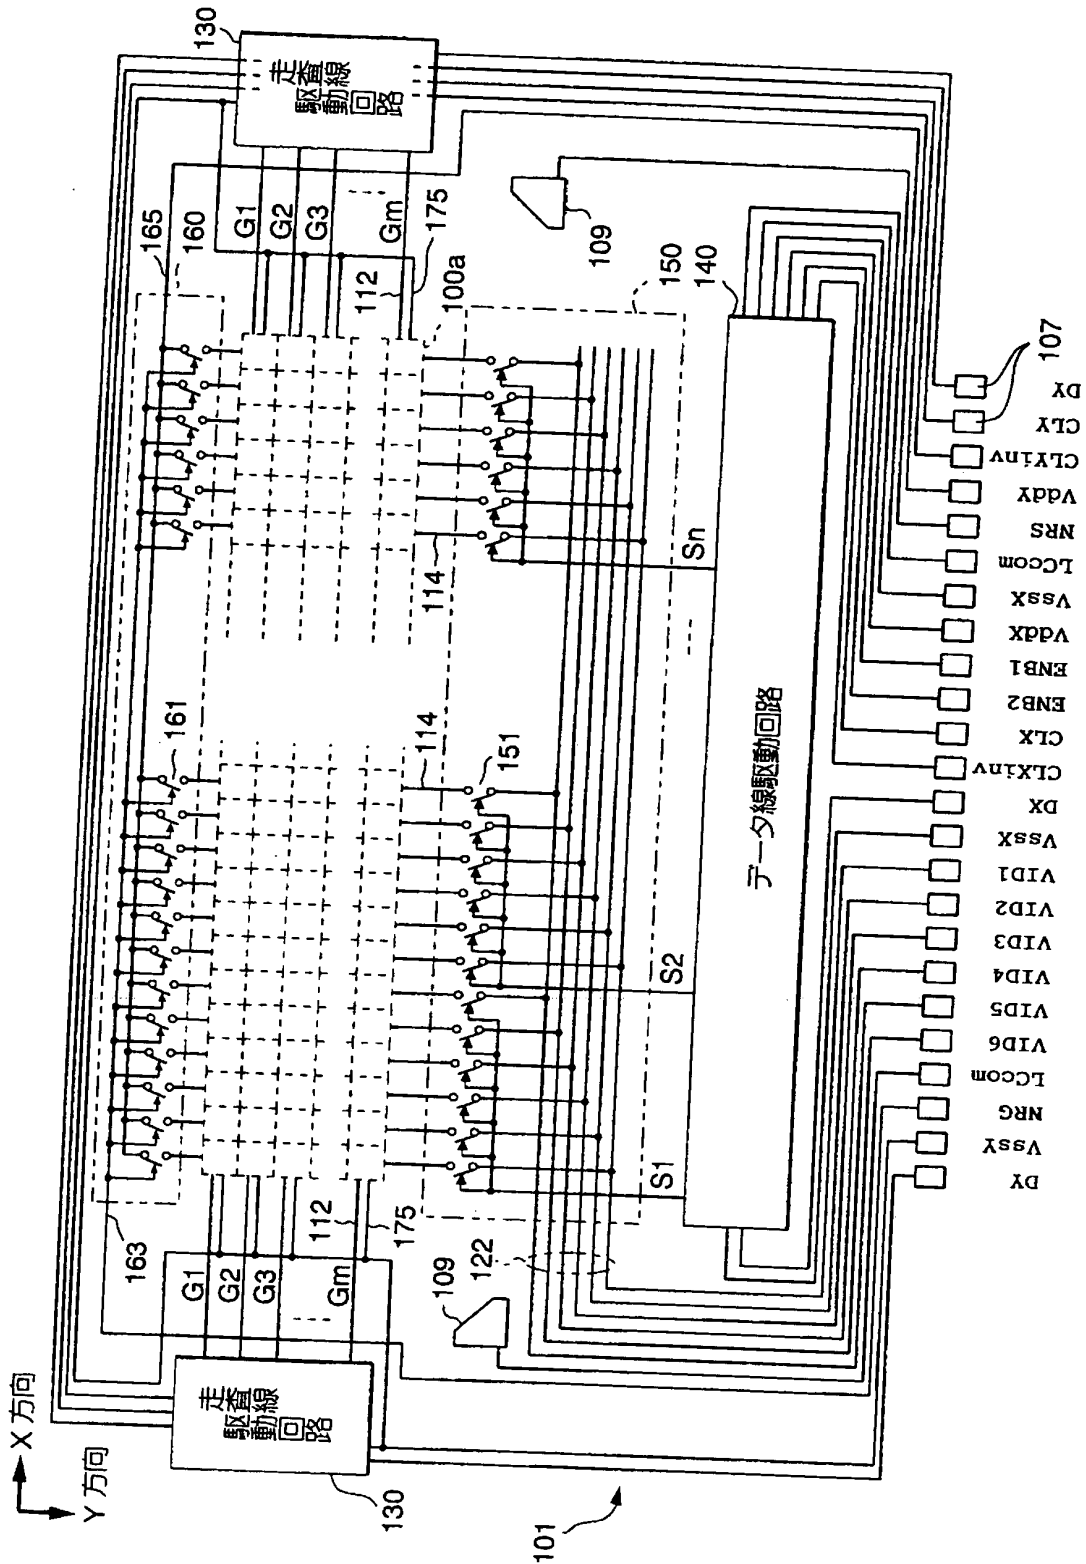 X 方向
Y 方向
130
走査線
駆動回路
130
走査線
駆動回路
163
161
165
160
G1
G2
G3
Gm
112
175
G1
G2
G3
Gm
112
175
100a
114
114
151
109
109
122
S1
S2
Sn
150
140
データ線駆動回路
101
107
DY
VssY
NRG
LCcom
VID6
VID5
VID4
VID3
VID2
VID1
VssX
DX
CLXinv
CLX
ENB2
ENB1
VddX
VssX
LCcom
NRS
VddY
CLYinv
CLY
DY